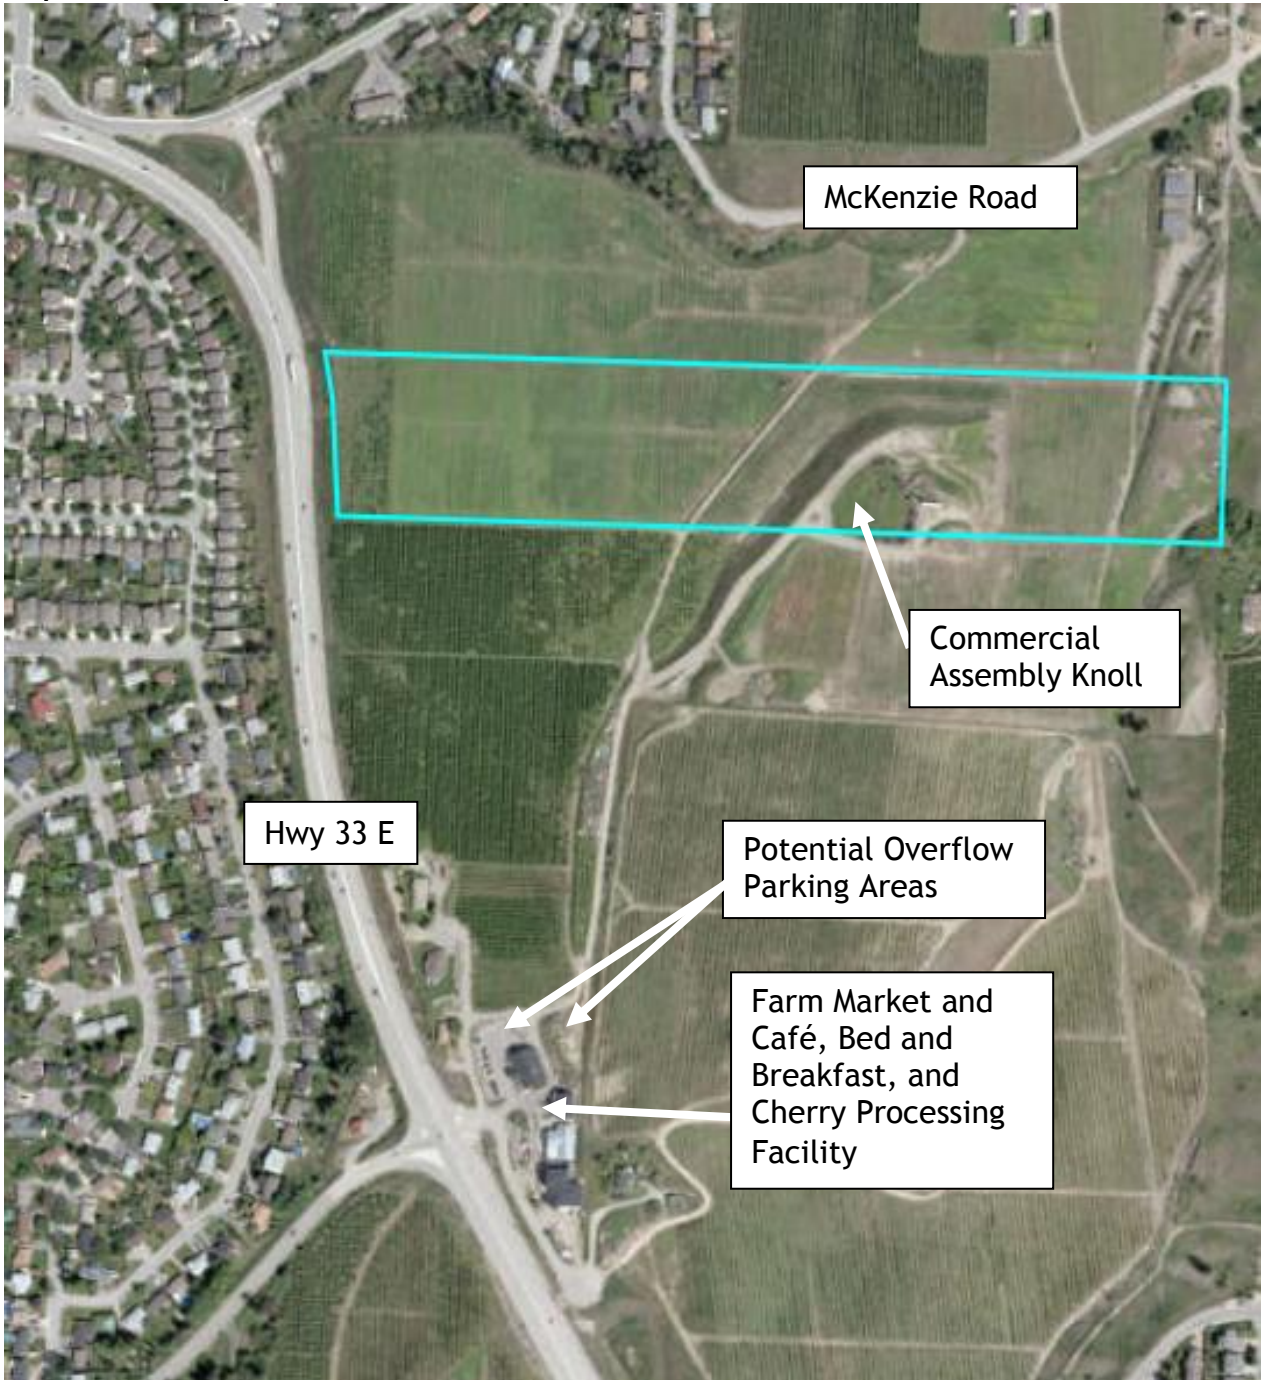 McKenzie Road
Commercial
Assembly Knoll
Hwy 33 E
Potential Overflow
Parking Areas
Farm Market and
Café, Bed and
Breakfast, and
Cherry Processing
Facility